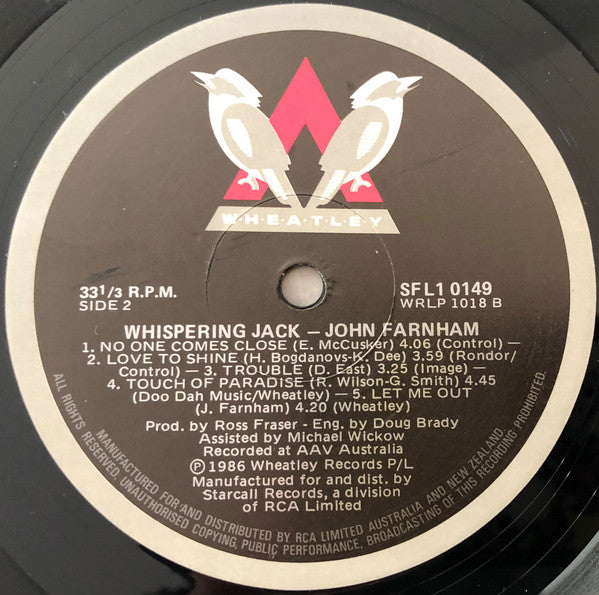 W·H·E·A·T·L·E·Y
33 1/3 R.P.M.
SIDE 2
SFL1 0149
WRLP 1018 B
WHISPERING JACK – JOHN FARNHAM
1. NO ONE COMES CLOSE (E. McCusker) 4.06 (Control) –
2. LOVE TO SHINE (H. Bogdanovs-K. Dee) 3.59 (Rondor/
Control) – 3. TROUBLE (D. East) 3.25 (Image) –
4. TOUCH OF PARADISE (R. Wilson-G. Smith) 4.45
(Doo Dah Music/Wheatley) – 5. LET ME OUT
(J. Farnham) 4.20 (Wheatley)
Prod. by Ross Fraser - Eng. by Doug Brady
Assisted by Michael Wickow
Recorded at AAV Australia
Ⓟ 1986 Wheatley Records P/L
Manufactured for and dist. by
Starcall Records, a division
of RCA Limited
MANUFACTURED FOR AND DISTRIBUTED BY RCA LIMITED AUSTRALIA AND NEW ZEALAND.
ALL RIGHTS RESERVED. UNAUTHORISED COPYING, PUBLIC PERFORMANCE, BROADCASTING OF THIS RECORDING PROHIBITED.